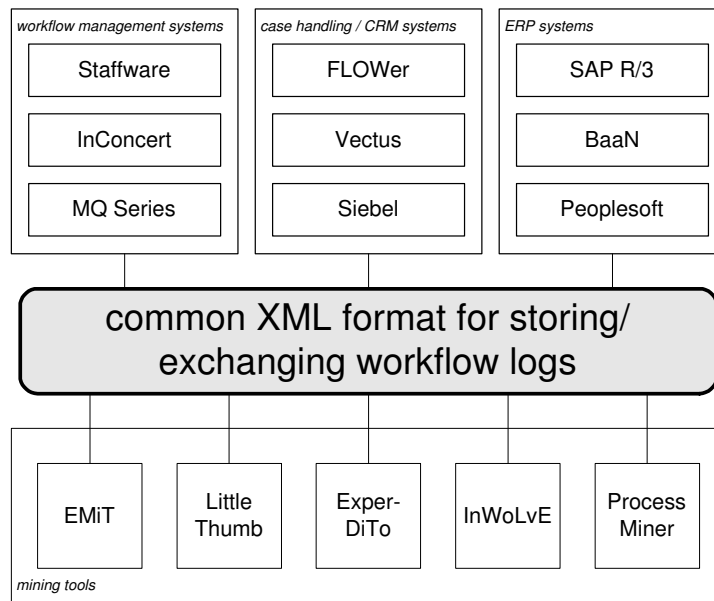 workflow management systems
Staffware
InConcert
MQ Series
case handling / CRM systems
FLOWer
Vectus
Siebel
ERP systems
SAP R/3
BaaN
Peoplesoft
common XML format for storing/
exchanging workflow logs
EMiT
Little
Thumb
Exper-
DiTo
InWoLvE
Process
Miner
mining tools